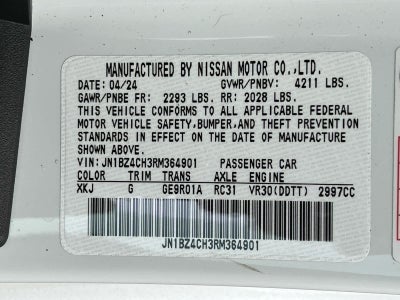 MANUFACTURED BY NISSAN MOTOR CO.,LTD.
DATE: 04/24 GVWR/PNBV: 4211 LBS.
GAWR/PNBE FR: 2293 LBS. RR: 2028 LBS.
THIS VEHICLE CONFORMS TO ALL APPLICABLE FEDERAL
MOTOR VEHICLE SAFETY,BUMPER,AND THEFT PREVENTION
STANDARDS IN EFFECT ON THE DATE OF MANUFACTURE
SHOWN ABOVE.
VIN:JN1BZ4CH3RM364901 PASSENGER CAR
COLOR TRIM TRANS AXLE ENGINE
XKJ G GE9R01A RC31 VR30(DDTT) 2997CC
JN1BZ4CH3RM364901